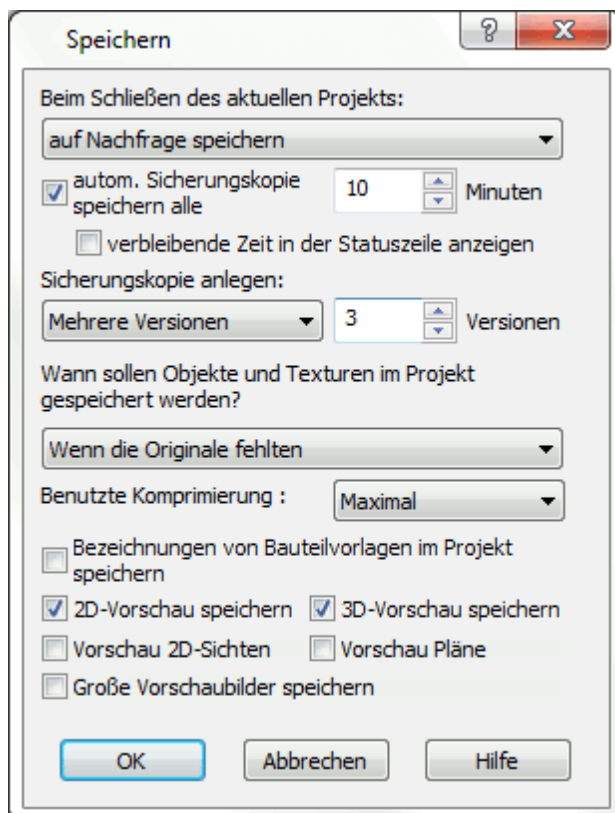 Speichern
Beim Schließen des aktuellen Projekts:
auf Nachfrage speichern
autom. Sicherungskopie
speichern alle
10
Minuten
verbleibende Zeit in der Statuszeile anzeigen
Sicherungskopie anlegen:
Mehrere Versionen
3
Versionen
Wann sollen Objekte und Texturen im Projekt
gespeichert werden?
Wenn die Originale fehlten
Benutzte Komprimierung :
Maximal
Bezeichnungen von Bauteilvorlagen im Projekt
speichern
2D-Vorschau speichern
3D-Vorschau speichern
Vorschau 2D-Sichten
Vorschau Pläne
Große Vorschaubilder speichern
OK
Abbrechen
Hilfe